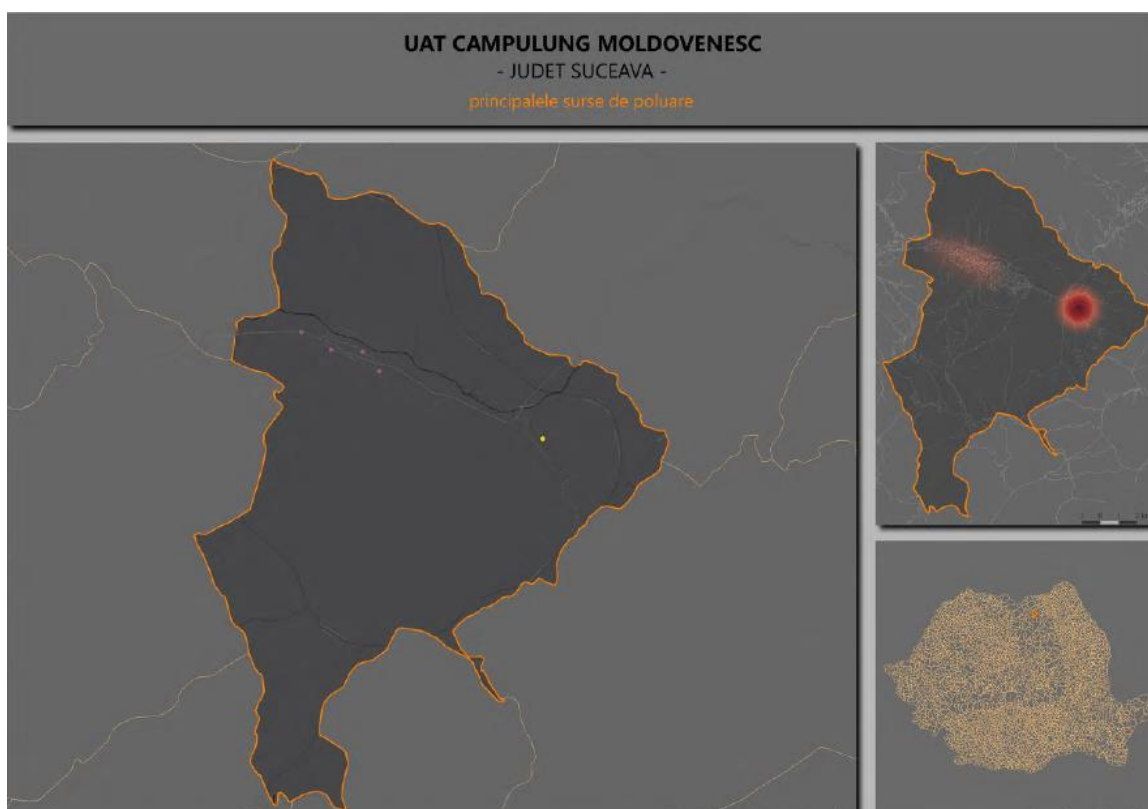 UAT CAMPULUNG MOLDOVENESC
- JUDET SUCEAVA -
principalele surse de poluare